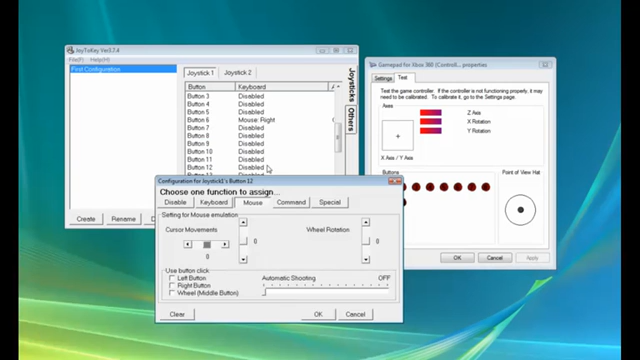 JoyToKey Ver3.7.4
File(F) Help(H)
First Configuration
Joystick 1 Joystick 2
Button Keyboard
Button 3 Disabled
Button 4 Disabled
Button 5 Disabled
Button 6 Mouse: Right
Button 7 Disabled
Button 8 Disabled
Button 9 Disabled
Button 10 Disabled
Button 11 Disabled
Button 12 Disabled
Joysticks
Others
Create Rename
Gamepad for Xbox 360 (Control... properties
Settings Test
Test the game controller. If the controller is not functioning properly, it may
need to be calibrated. To calibrate it, go to the Settings page.
Axes
Z Axis
X Rotation
Y Rotation
X Axis / Y Axis
Buttons
Point of View Hat
OK Cancel Apply
Configuration for Joystick1's Button 12
Choose one function to assign...
Disable Keyboard Mouse Command Special
Setting for Mouse emulation
Cursor Movements
0
0
Wheel Rotation
0
Use button click
Left Button
Right Button
Wheel (Middle Button)
Automatic Shooting OFF
Clear OK Cancel